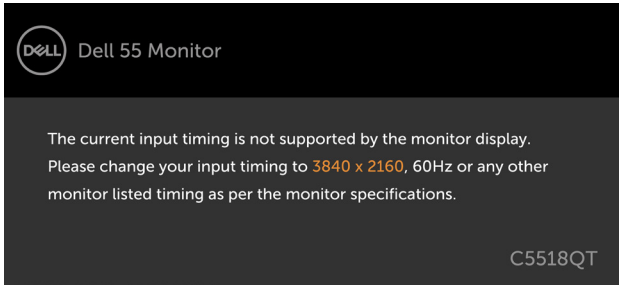 DELL
Dell 55 Monitor
The current input timing is not supported by the monitor display.
Please change your input timing to 3840 x 2160, 60Hz or any other
monitor listed timing as per the monitor specifications.
C5518QT